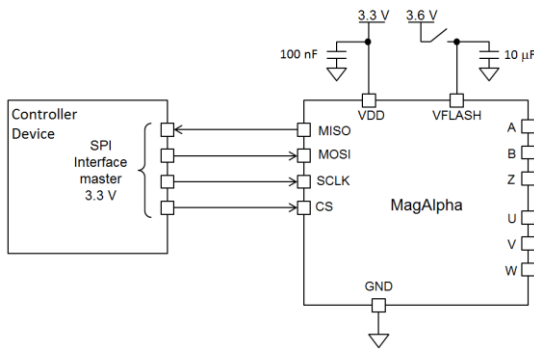 3.3 V
3.6 V
100 nF
10 μF
VDD
VFLASH
Controller
Device
SPI
Interface
master
3.3 V
MISO
MOSI
SCLK
CS
MagAlpha
A
B
Z
U
V
W
GND